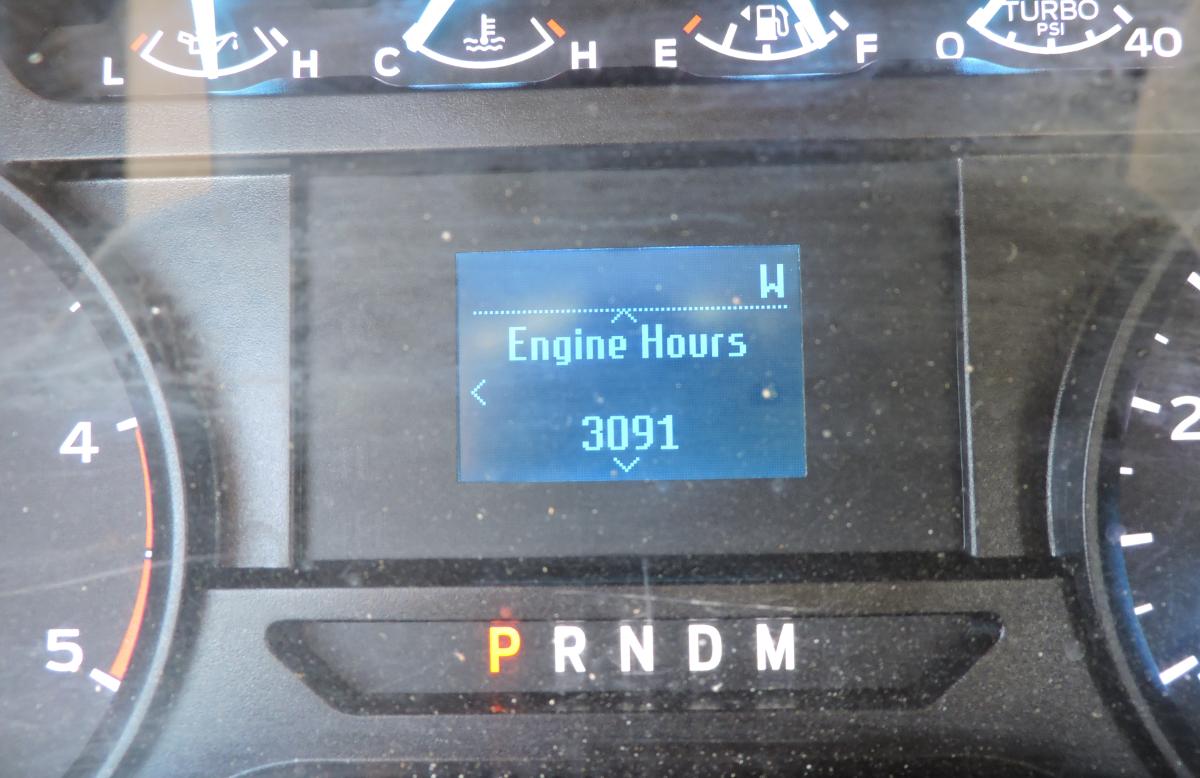 L H C H E F O TURBO PSI 40
W
Engine Hours
3091
4
5
2
P R N D M